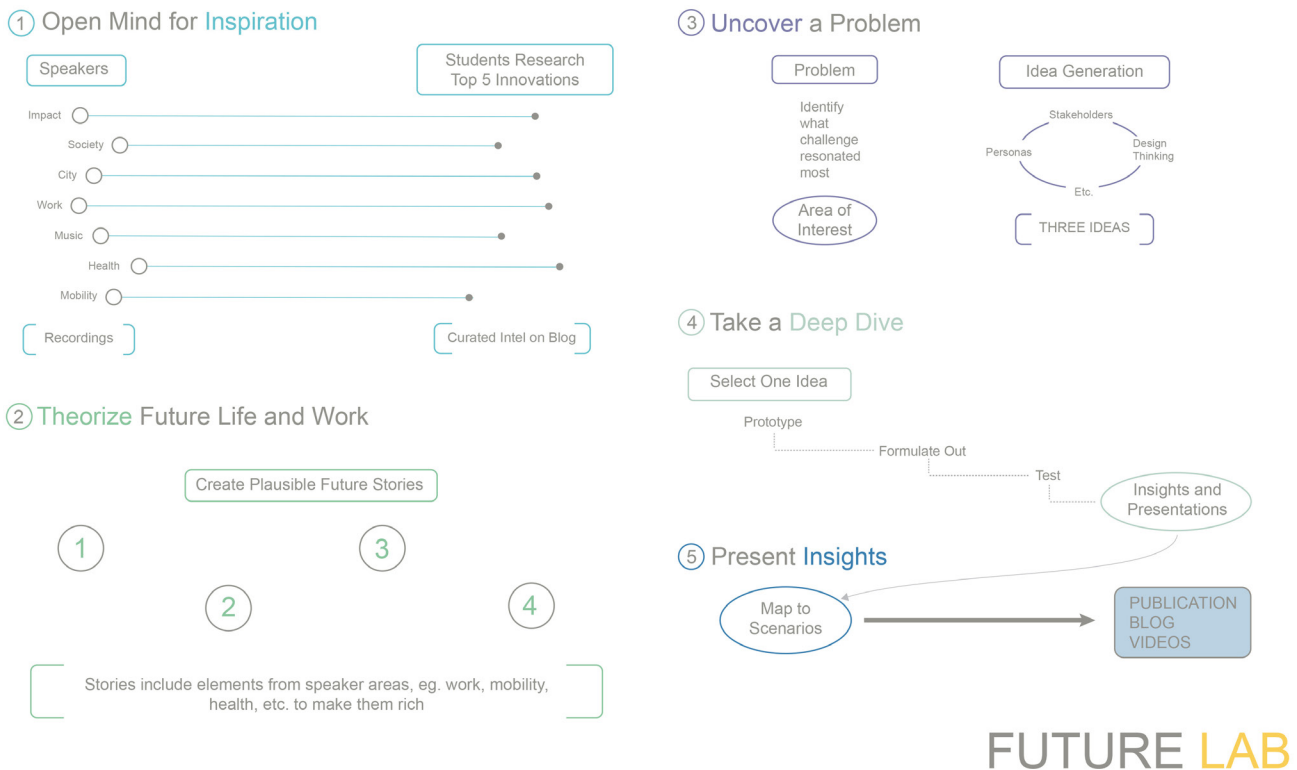 1 Open Mind for Inspiration
Speakers
Students Research
Top 5 Innovations
Impact
Society
City
Work
Music
Health
Mobility
Recordings
Curated Intel on Blog
2 Theorize Future Life and Work
Create Plausible Future Stories
1
3
2
4
Stories include elements from speaker areas, eg. work, mobility,
health, etc. to make them rich
3 Uncover a Problem
Problem
Identify
what
challenge
resonated
most
Area of
Interest
Idea Generation
Stakeholders
Personas
Design
Thinking
Etc.
THREE IDEAS
4 Take a Deep Dive
Select One Idea
Prototype
Formulate Out
Test
Insights and
Presentations
5 Present Insights
Map to
Scenarios
PUBLICATION
BLOG
VIDEOS
FUTURE LAB